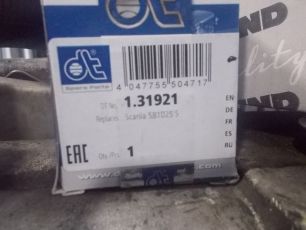 dt
Spare Parts
4 047755 504717
DT No. 1.31921
Replaces Scania SB1D25 S
EAC
Qty./Pcs. 1
EN
DE
FR
ES
RU